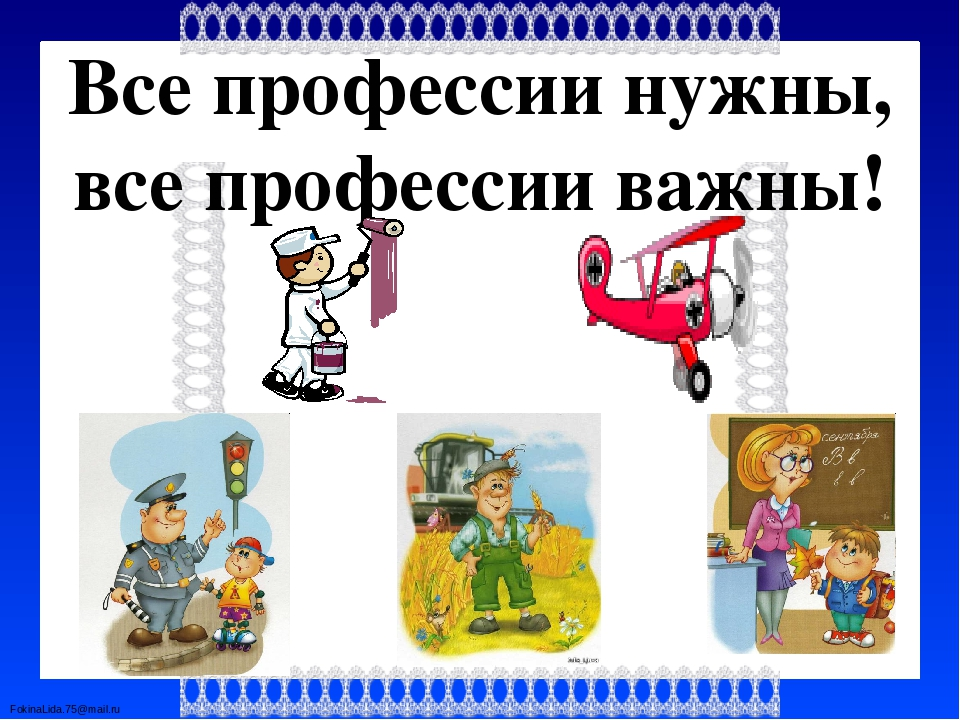 Все профессии нужны,
все профессии важны!
сентября
В в
в в
А
FokinaLida.75@mail.ru